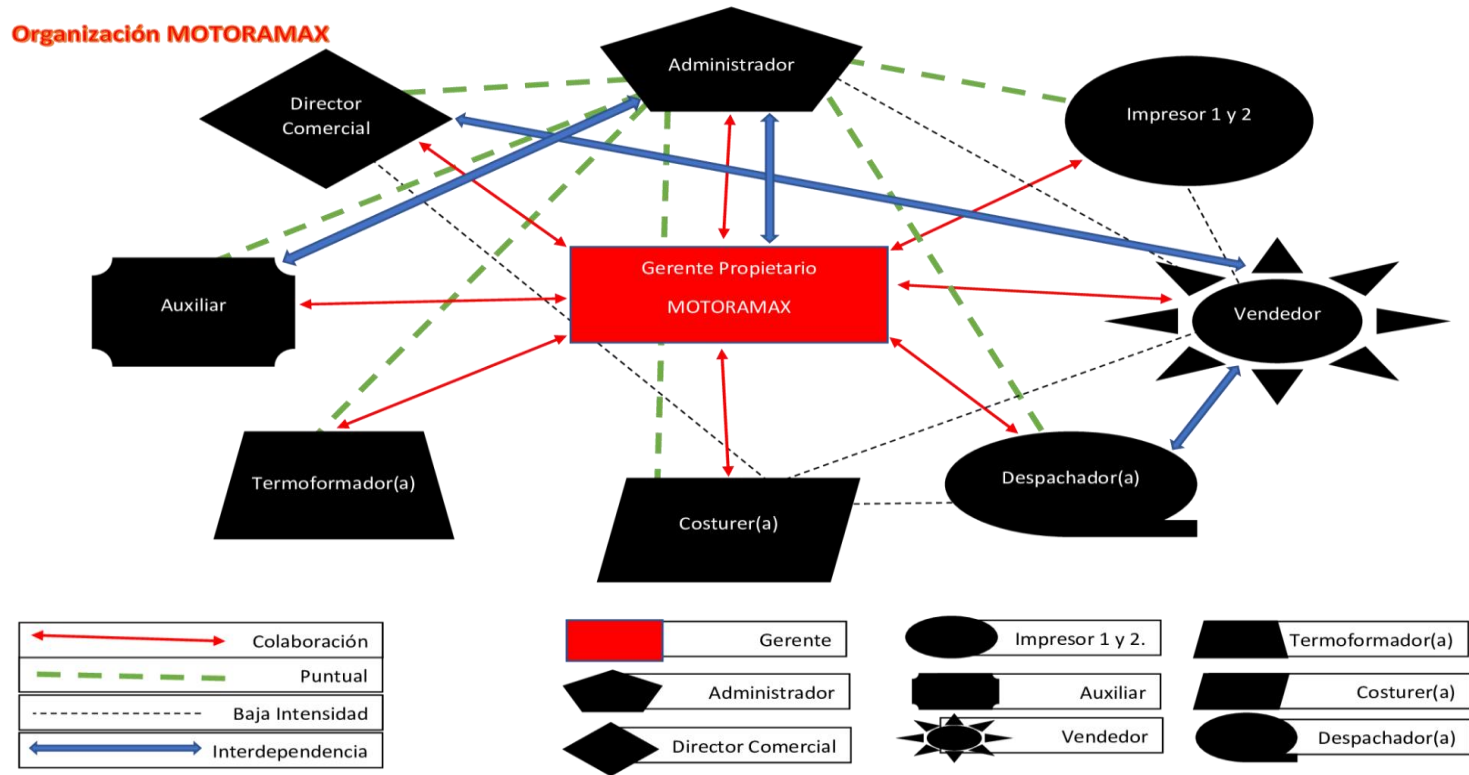 Organización MOTORAMAX
Administrador
Director
Comercial
Impresor 1 y 2
Gerente Propietario
MOTORAMAX
Auxiliar
Vendedor
Termoformador(a)
Costurer(a)
Despachador(a)
Colaboración
Puntual
Baja Intensidad
Interdependencia
Gerente
Administrador
Director Comercial
Impresor 1 y 2.
Auxiliar
Vendedor
Termoformador(a)
Costurer(a)
Despachador(a)